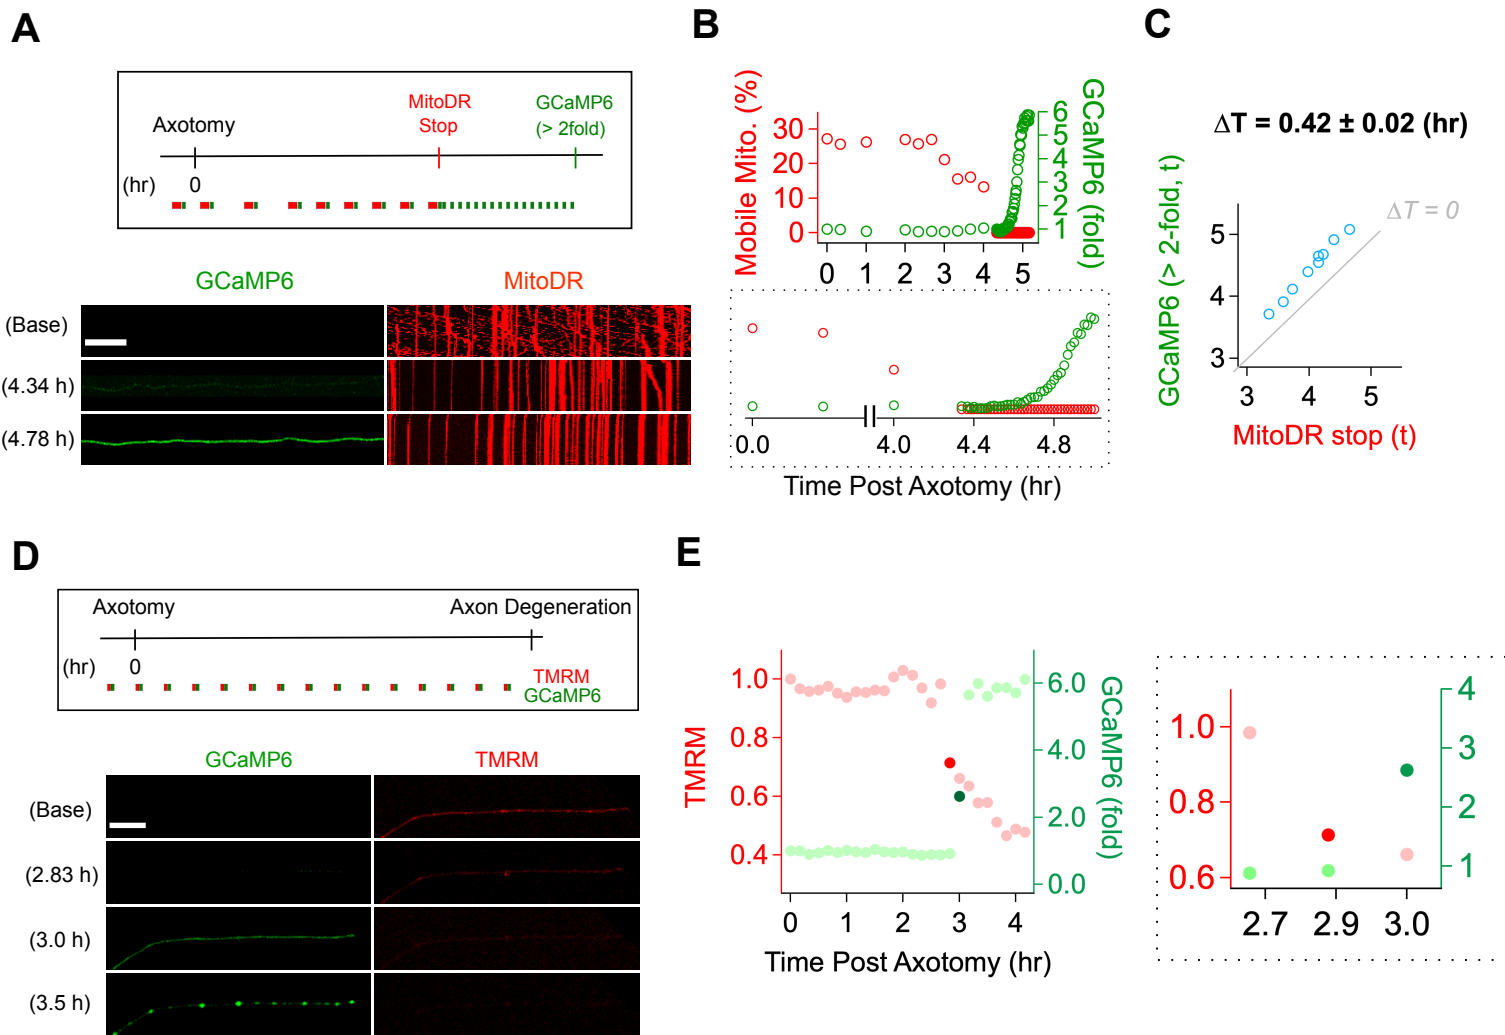 A
Axotomy
MitoDR
Stop
GCaMP6
(> 2fold)
(hr)
0
GCaMP6
MitoDR
(Base)
(4.34 h)
(4.78 h)
B
Mobile Mito. (%)
30
20
10
0
GCaMP6 (fold)
6
5
4
3
2
1
0 1 2 3 4 5
0.0 4.0 4.4 4.8
Time Post Axotomy (hr)
C
ΔT = 0.42 ± 0.02 (hr)
ΔT = 0
GCaMP6 (> 2-fold, t)
5
4
3
3 4 5
MitoDR stop (t)
D
Axotomy
Axon Degeneration
(hr)
0
TMRM
GCaMP6
GCaMP6
TMRM
(Base)
(2.83 h)
(3.0 h)
(3.5 h)
E
TMRM
1.0
0.8
0.6
0.4
GCaMP6 (fold)
6.0
4.0
2.0
0.0
0 1 2 3 4
Time Post Axotomy (hr)
1.0
0.8
0.6
4
3
2
1
2.7 2.9 3.0